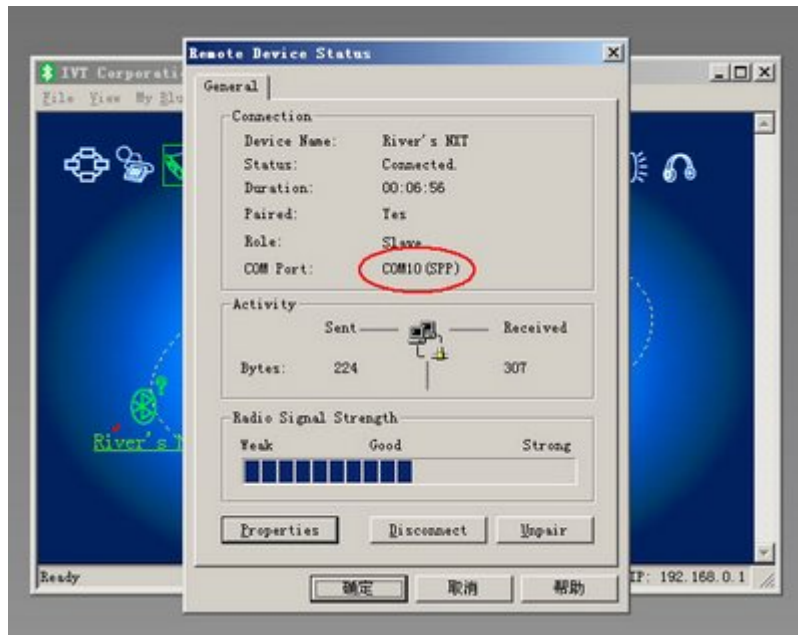 Remote Device Status
IVT Corporati
File View My Blu
General
Connection
Device Name: River's NXT
Status: Connected.
Duration: 00:06:56
Paired: Yes
Role: Slave
COM Port: COM10(SPP)
Activity
Sent Received
Bytes: 224 307
River's N
Radio Signal Strength
Weak Good Strong
Properties Disconnect Unpair
Ready IP: 192.168.0.1
确定 取消 帮助